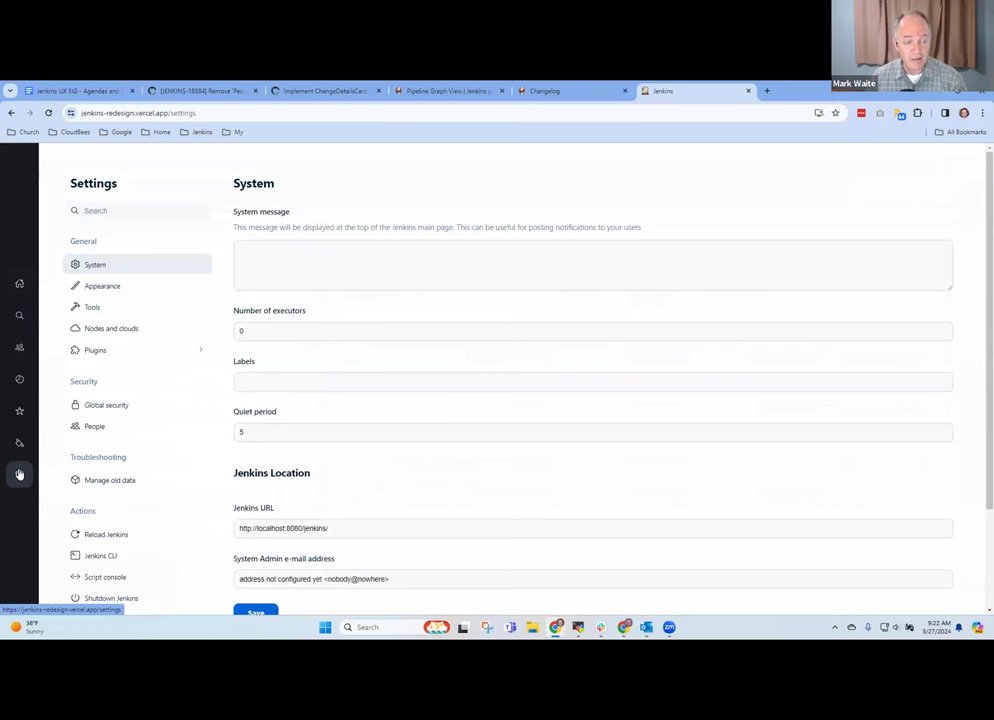 Mark Waite
Jenkins UX SIG - Agendas and
[JENKINS-18884] Remove 'Peo
Implement ChangeDetailsCard
Pipeline Graph View | Jenkins p
Changelog
Jenkins
jenkins-redesign.vercel.app/settings
Church
CloudBees
Google
Home
Jenkins
My
All Bookmarks
Settings
Search
General
System
Appearance
Tools
Nodes and clouds
Plugins
Security
Global security
People
Troubleshooting
Manage old data
Actions
Reload Jenkins
Jenkins CLI
Script console
Shutdown Jenkins
System
System message
This message will be displayed at the top of the Jenkins main page. This can be useful for posting notifications to your users
Number of executors
0
Labels
Quiet period
5
Jenkins Location
Jenkins URL
http://localhost:8080/jenkins/
System Admin e-mail address
address not configured yet <nobody@nowhere>
Save
https://jenkins-redesign.vercel.app/settings
38°F
Sunny
Search
9:22 AM
3/27/2024